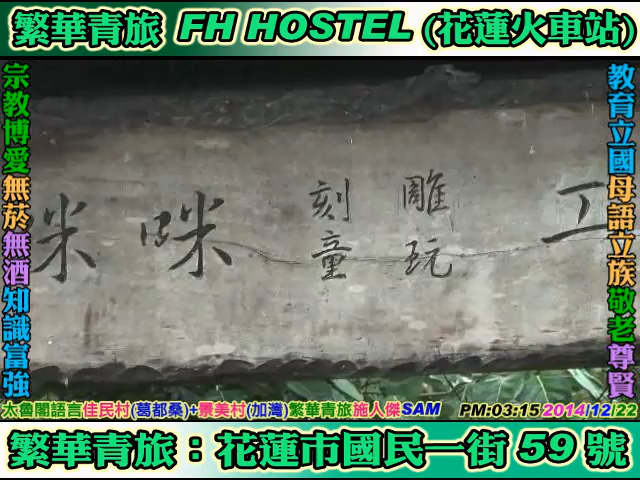 繁華青旅 FH HOSTEL (花蓮火車站)
宗教博愛無菸無酒知識富強
教育立國母語立族敬老尊賢
米 咪 刻童 雕玩 工
太魯閣語言佳民村(葛都桑)+景美村(加灣)繁華青旅施人傑SAM PM:03:15 2014/12/22
繁華青旅：花蓮市國民一街 59 號